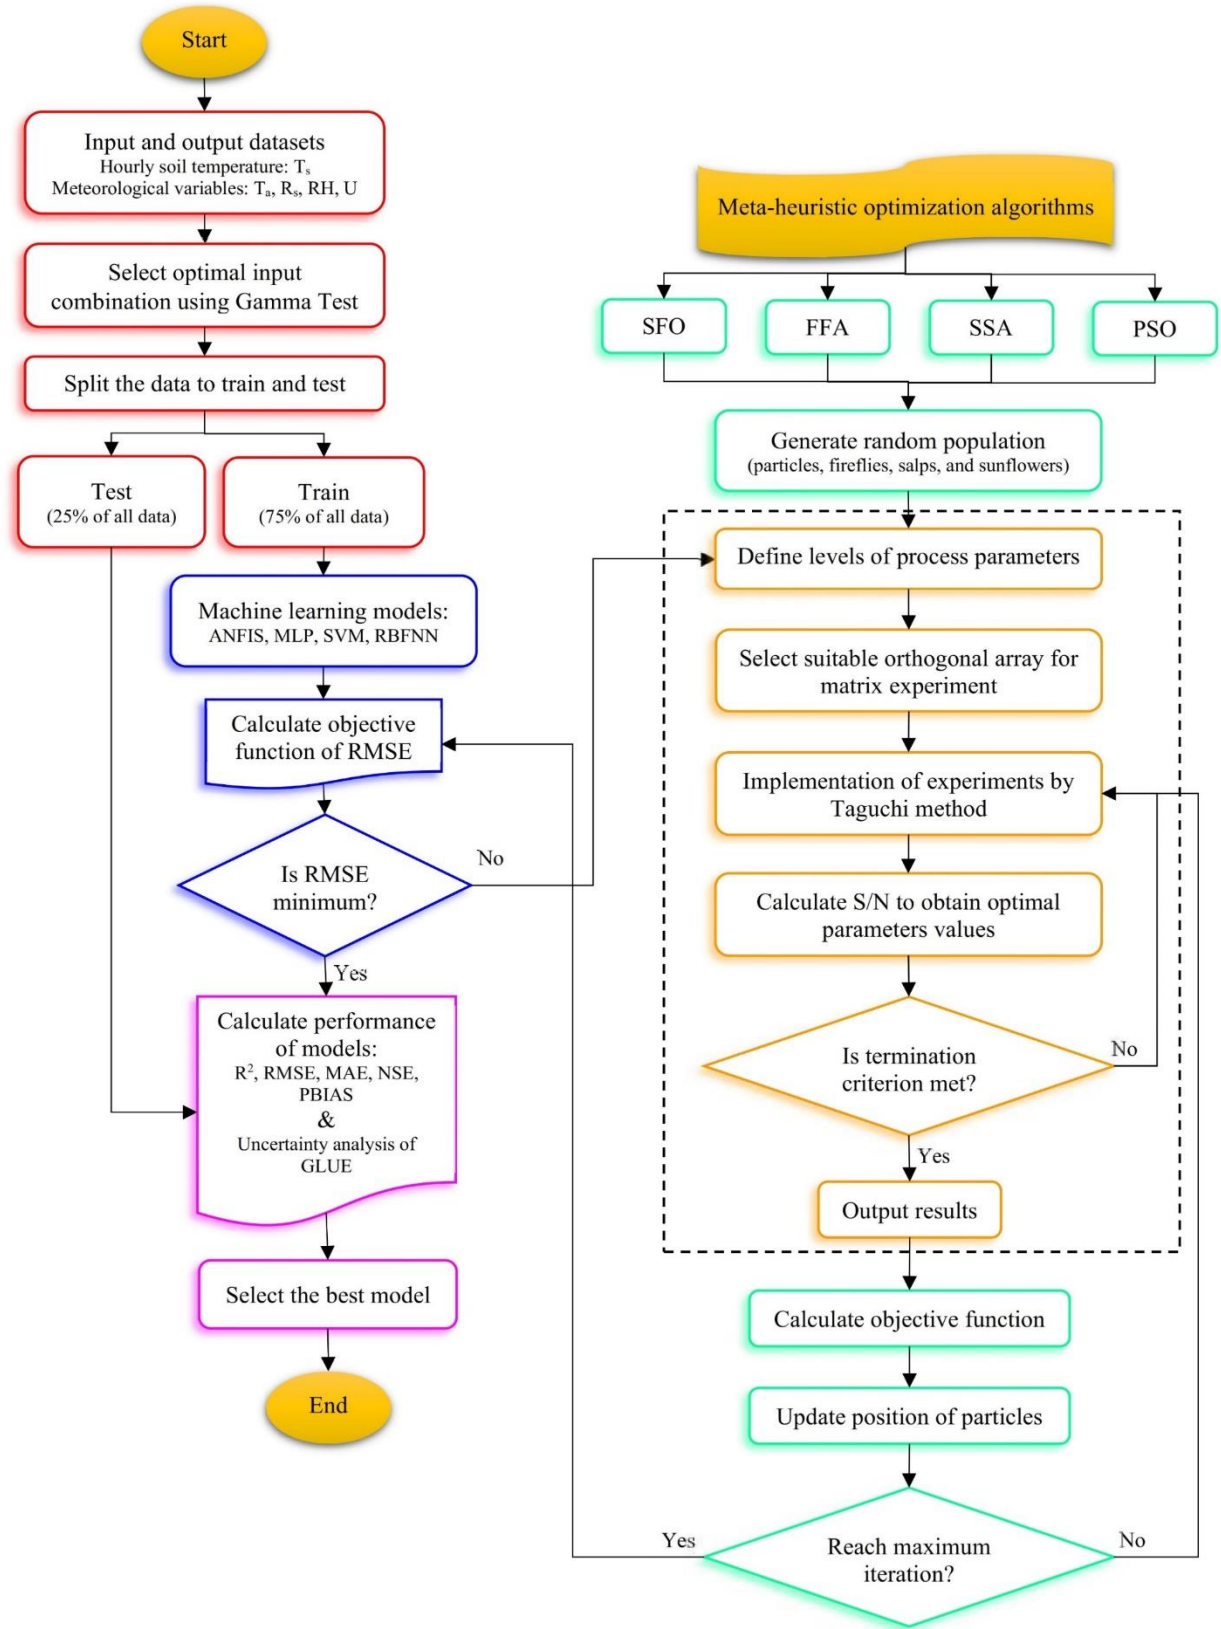 Start
Input and output datasets
Hourly soil temperature: Tₛ
Meteorological variables: Tₐ, Rₛ, RH, U
Select optimal input
combination using Gamma Test
Split the data to train and test
Test
(25% of all data)
Train
(75% of all data)
Machine learning models:
ANFIS, MLP, SVM, RBFNN
Calculate objective
function of RMSE
Is RMSE
minimum?
No
Yes
Calculate performance
of models:
R², RMSE, MAE, NSE,
PBIAS
&
Uncertainty analysis of
GLUE
Select the best model
End
Meta-heuristic optimization algorithms
SFO
FFA
SSA
PSO
Generate random population
(particles, fireflies, salps, and sunflowers)
Define levels of process parameters
Select suitable orthogonal array for
matrix experiment
Implementation of experiments by
Taguchi method
Calculate S/N to obtain optimal
parameters values
Is termination
criterion met?
No
Yes
Output results
Calculate objective function
Update position of particles
Reach maximum
iteration?
Yes
No